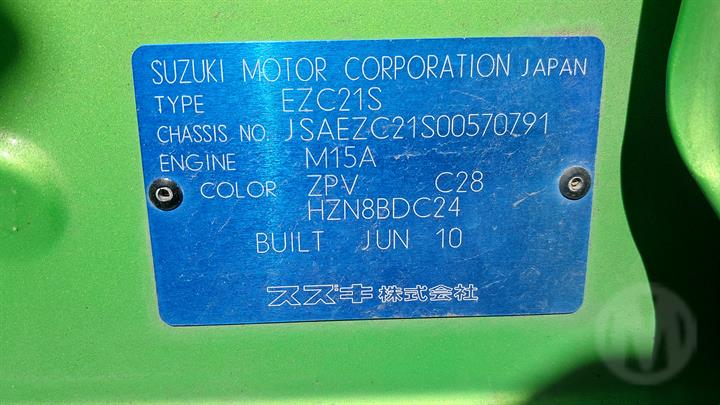 SUZUKI MOTOR CORPORATION JAPAN
TYPE EZC21S
CHASSIS NO. JSAEZC21S00570791
ENGINE M15A
COLOR ZPV C28
HZN8BDC24
BUILT JUN 10
スズキ株式会社
M